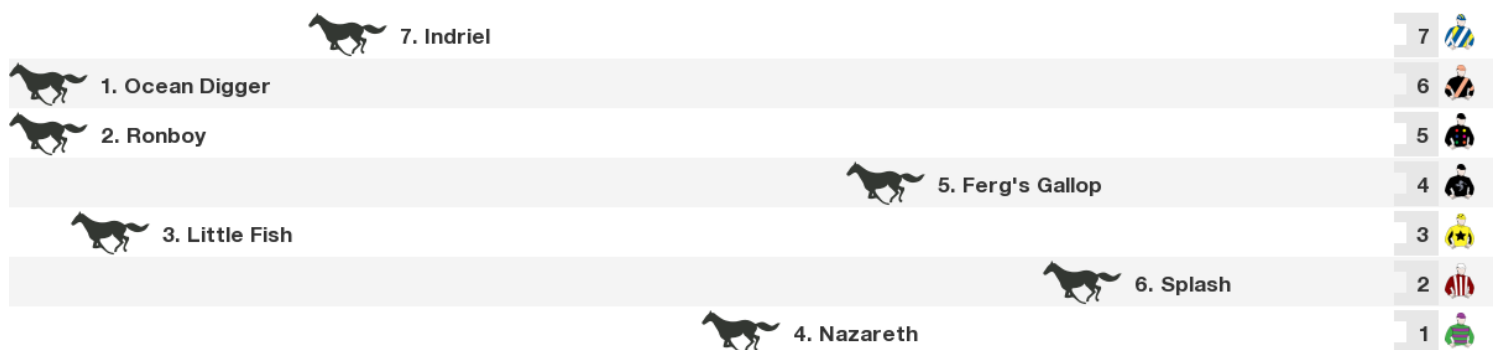 7. Indriel 7
1. Ocean Digger 6
2. Ronboy 5
5. Ferg's Gallop 4
3. Little Fish 3
6. Splash 2
4. Nazareth 1